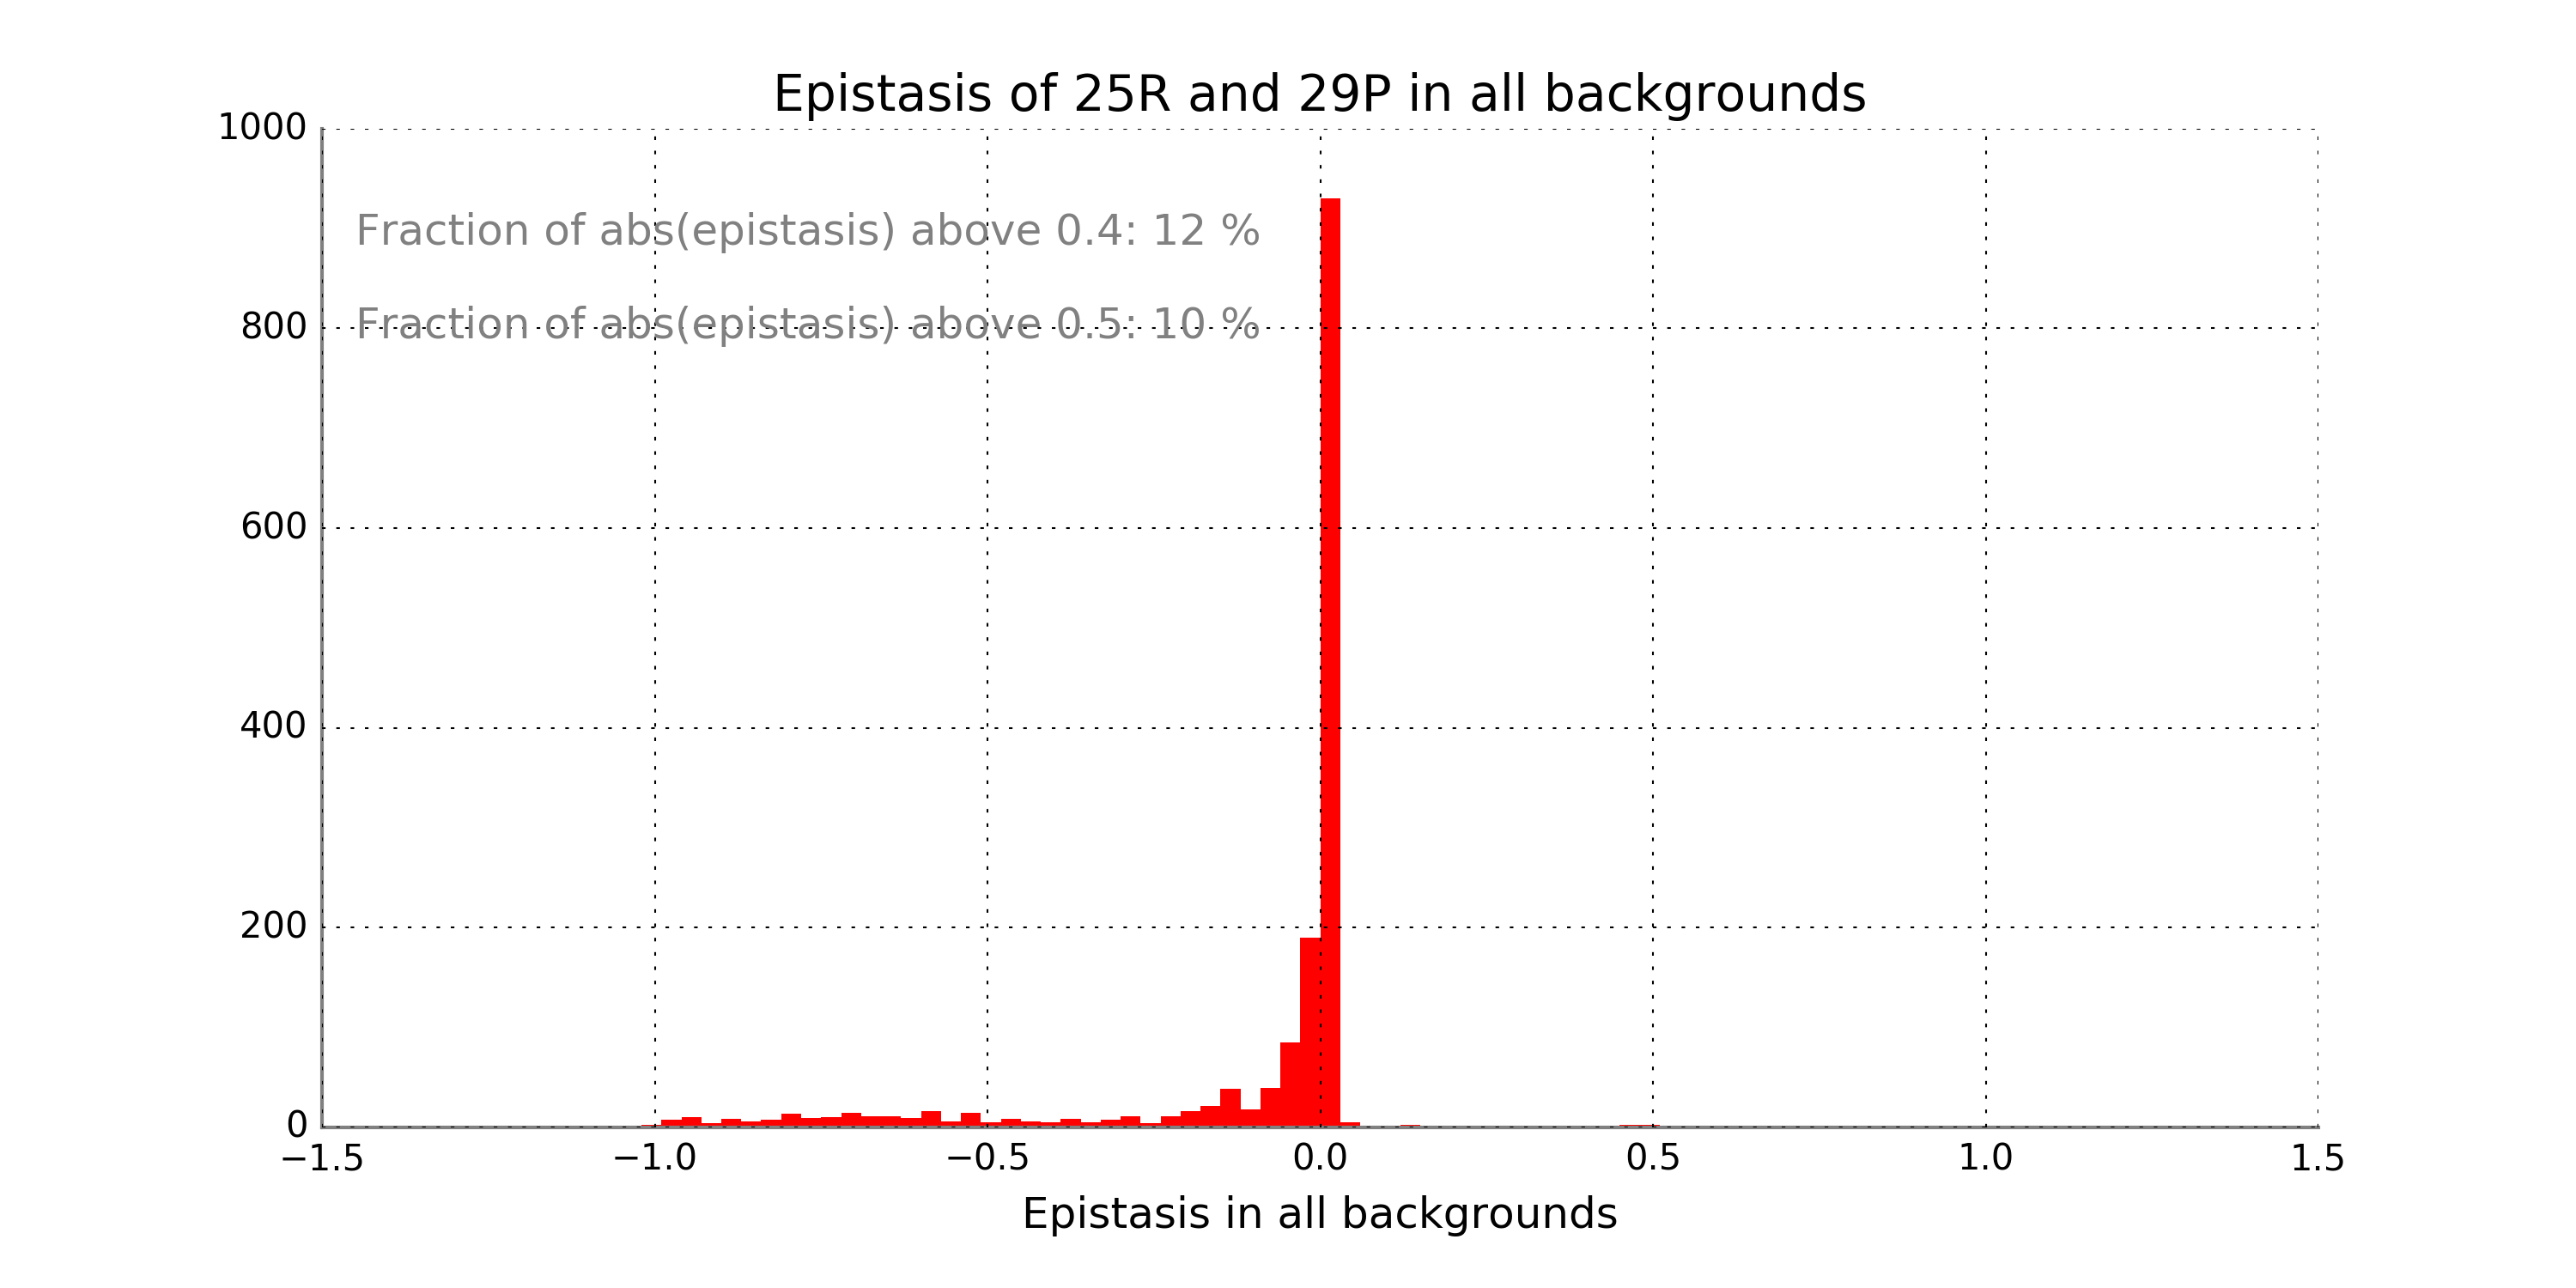 Epistasis of 25R and 29P in all backgrounds
1000
Fraction of abs(epistasis) above 0.4: 12 %
800
Fraction of abs(epistasis) above 0.5: 10 %
600
400
200
0
−1.5 −1.0 −0.5 0.0 0.5 1.0 1.5
Epistasis in all backgrounds